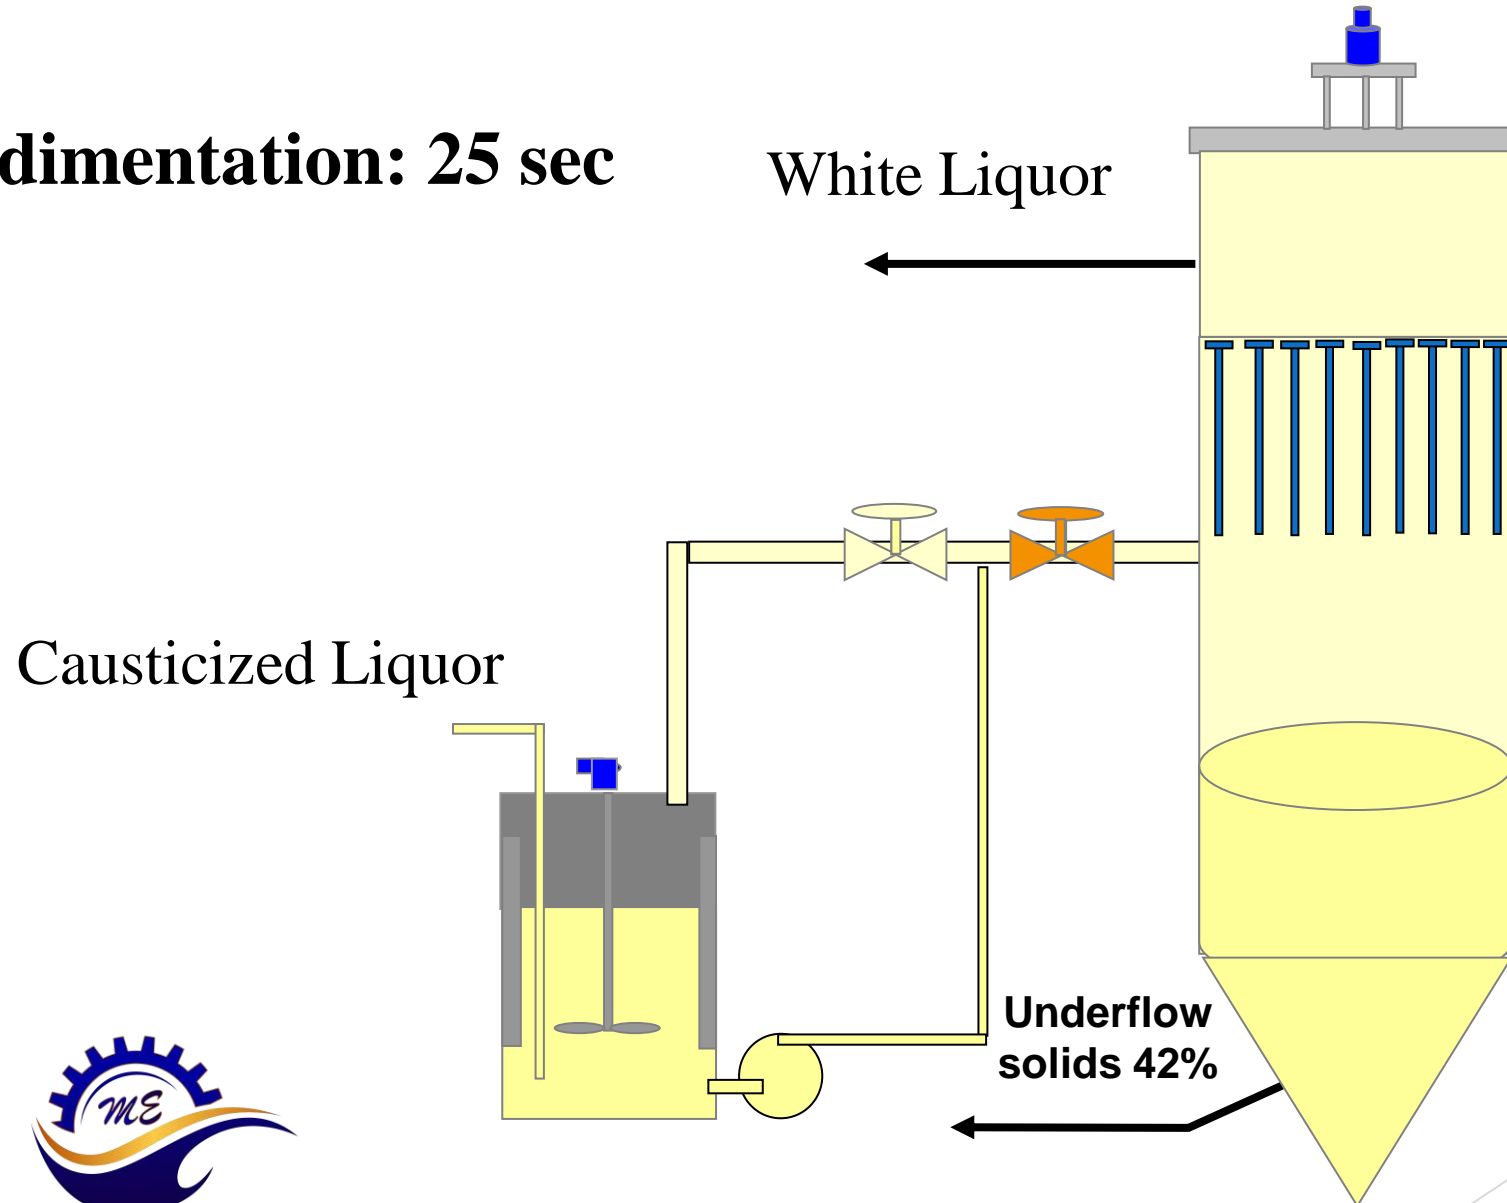 dimentation: 25 sec
White Liquor
Causticized Liquor
Underflow
solids 42%
ME